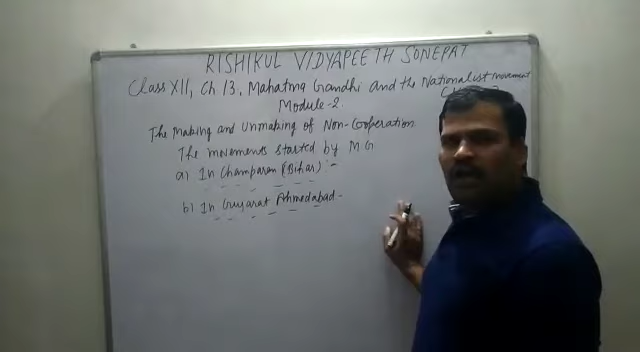 RISHIKUL VIDYAPEETH SONEPAT
Class XII, Ch 13, Mahatma Gandhi and the Nationalist Movement
Module-2.
The Making and Unmaking of Non-Cooperation
The movements started by M G
a) In Champaran (Bihar) :-
b) In Gujarat Ahmedabad -